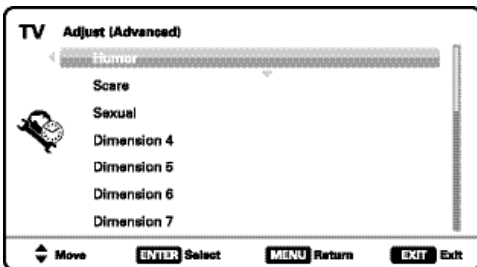 TV Adjust (Advanced)
Humor
Scare
Sexual
Dimension 4
Dimension 5
Dimension 6
Dimension 7
Move ENTER Select MENU Return EXIT Exit